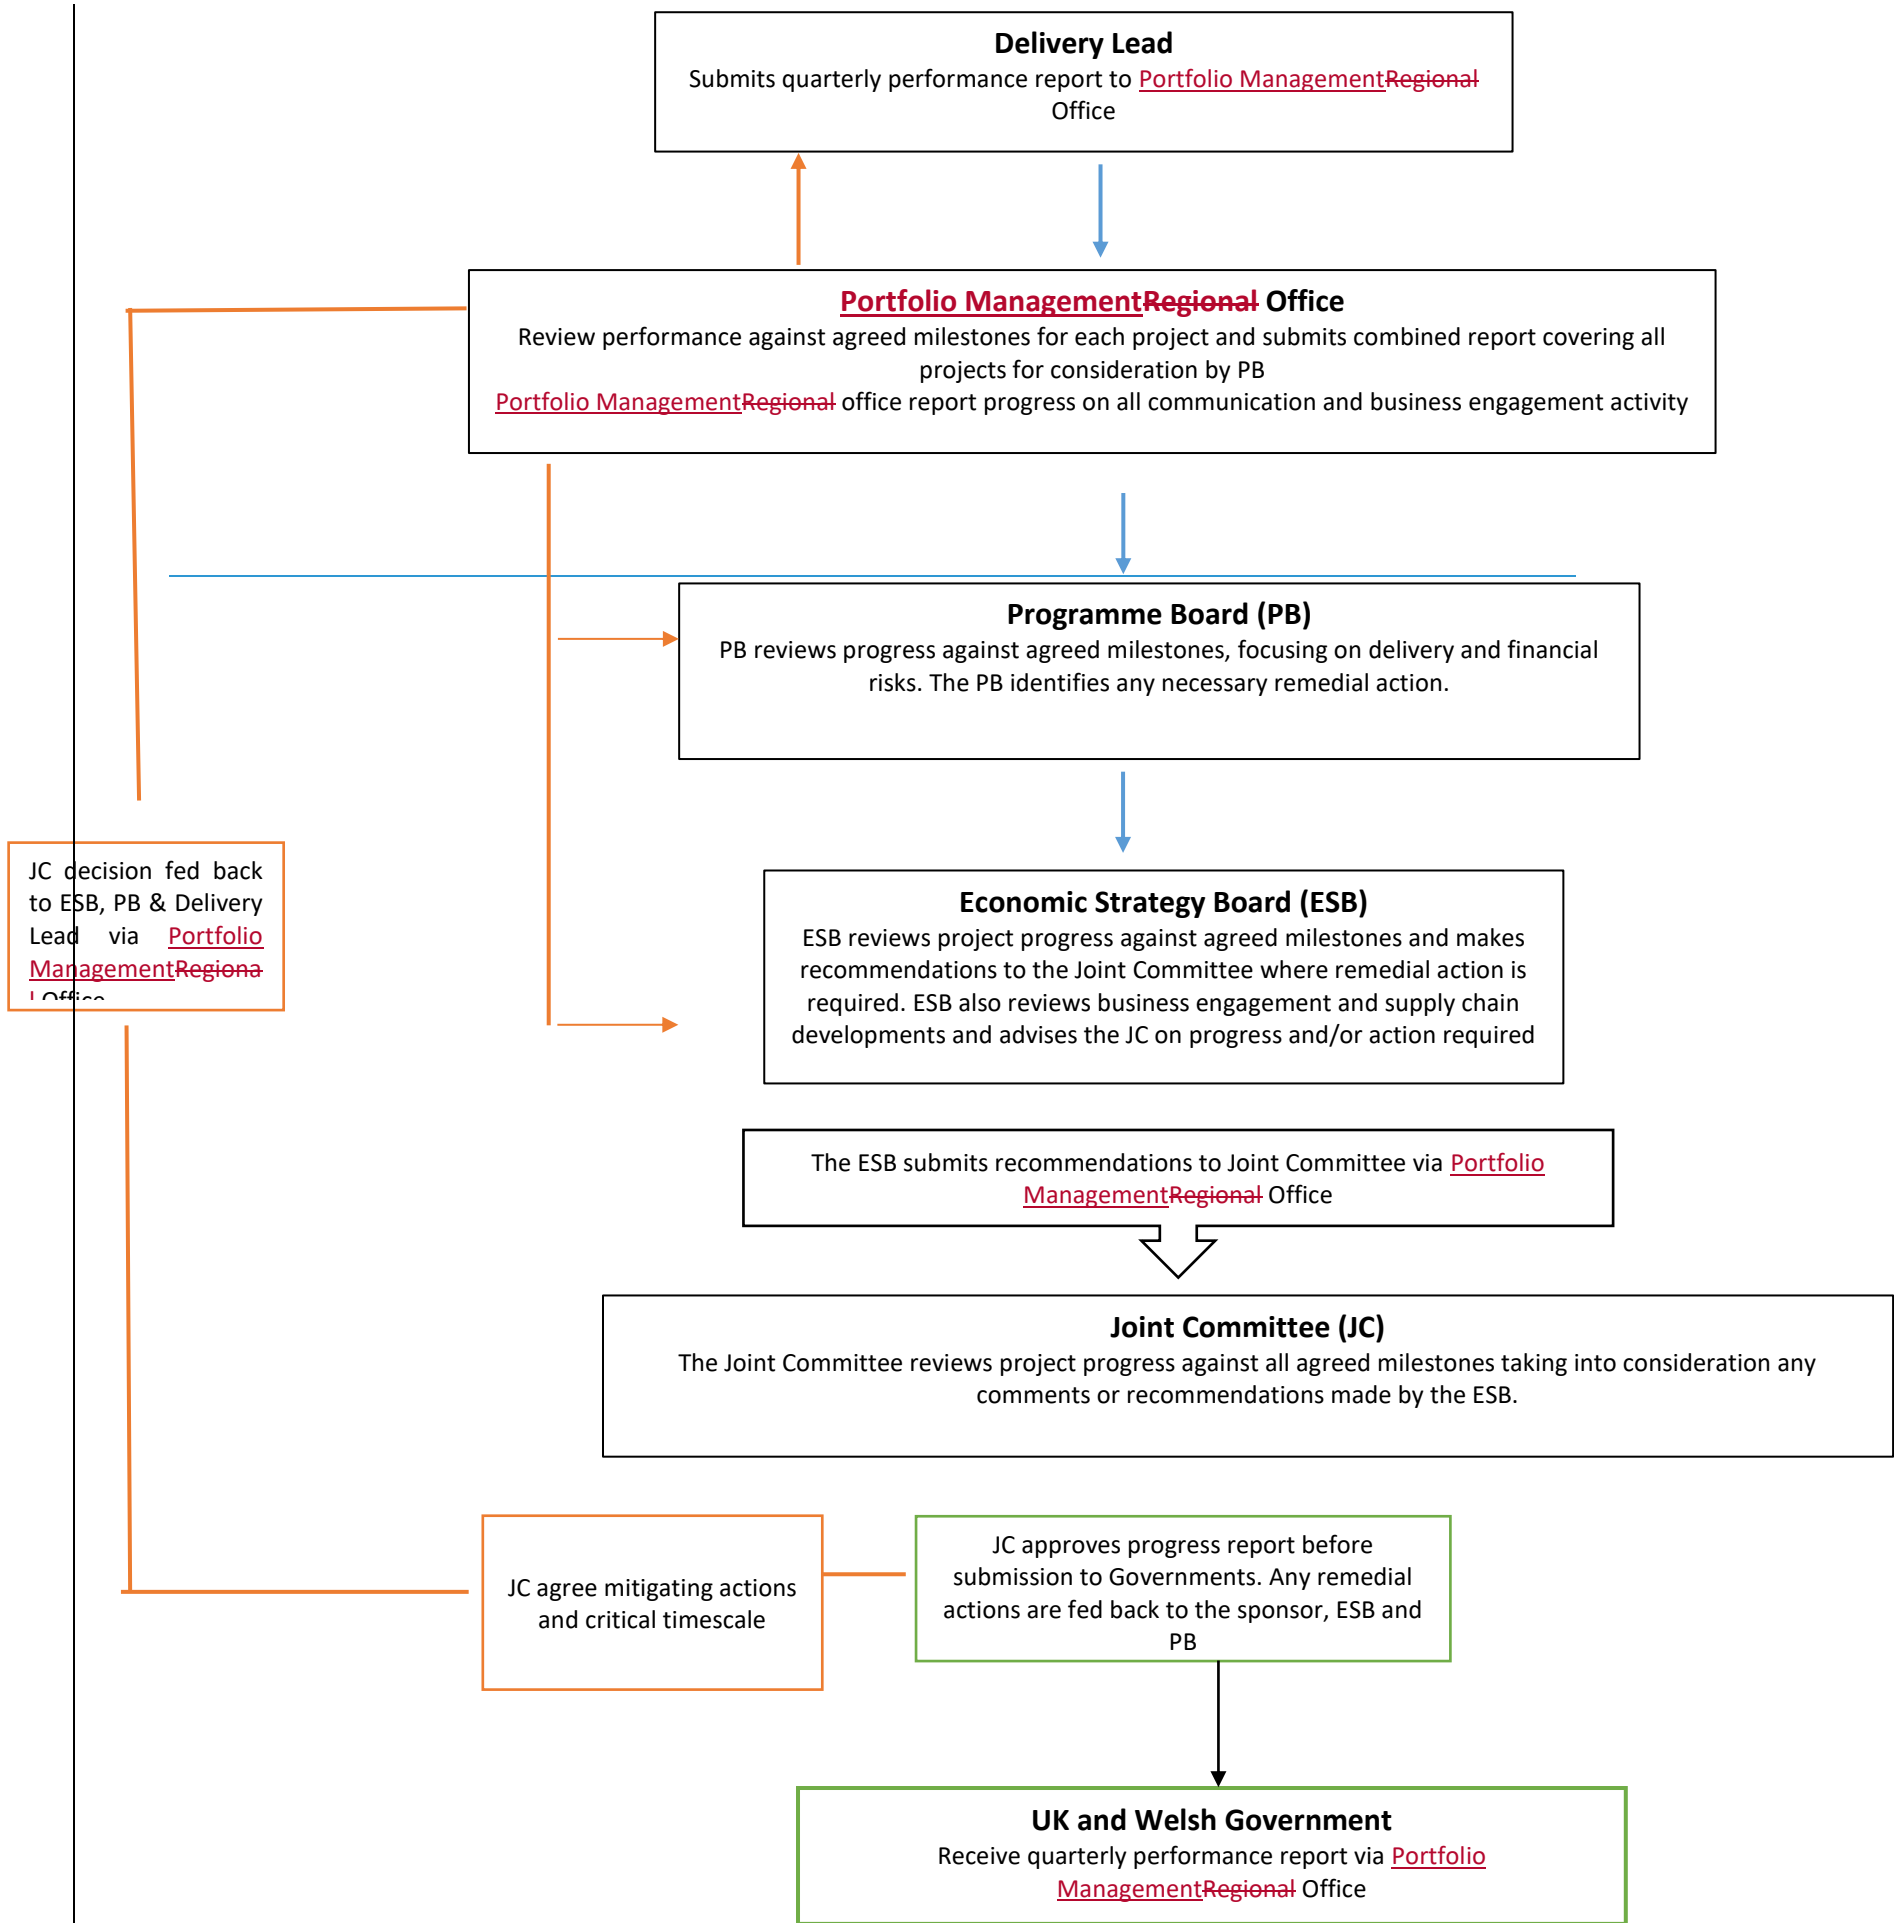 Delivery Lead
Submits quarterly performance report to Portfolio ManagementRegional
Office
Portfolio ManagementRegional Office
Review performance against agreed milestones for each project and submits combined report covering all
projects for consideration by PB
Portfolio ManagementRegional office report progress on all communication and business engagement activity
Programme Board (PB)
PB reviews progress against agreed milestones, focusing on delivery and financial
risks. The PB identifies any necessary remedial action.
JC decision fed back
to ESB, PB & Delivery
Lead via Portfolio
ManagementRegiona
l Office
Economic Strategy Board (ESB)
ESB reviews project progress against agreed milestones and makes
recommendations to the Joint Committee where remedial action is
required. ESB also reviews business engagement and supply chain
developments and advises the JC on progress and/or action required
The ESB submits recommendations to Joint Committee via Portfolio
ManagementRegional Office
Joint Committee (JC)
The Joint Committee reviews project progress against all agreed milestones taking into consideration any
comments or recommendations made by the ESB.
JC agree mitigating actions
and critical timescale
JC approves progress report before
submission to Governments. Any remedial
actions are fed back to the sponsor, ESB and
PB
UK and Welsh Government
Receive quarterly performance report via Portfolio
ManagementRegional Office